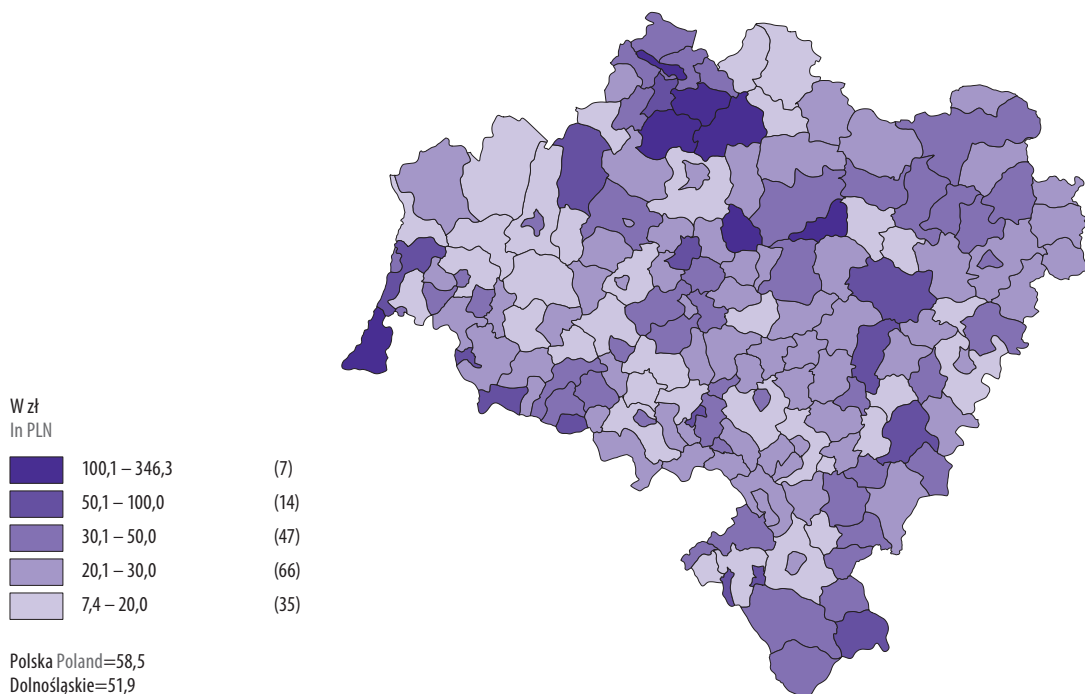 W zł
In PLN
100,1 – 346,3 (7)
50,1 – 100,0 (14)
30,1 – 50,0 (47)
20,1 – 30,0 (66)
7,4 – 20,0 (35)
Polska Poland=58,5
Dolnośląskie=51,9